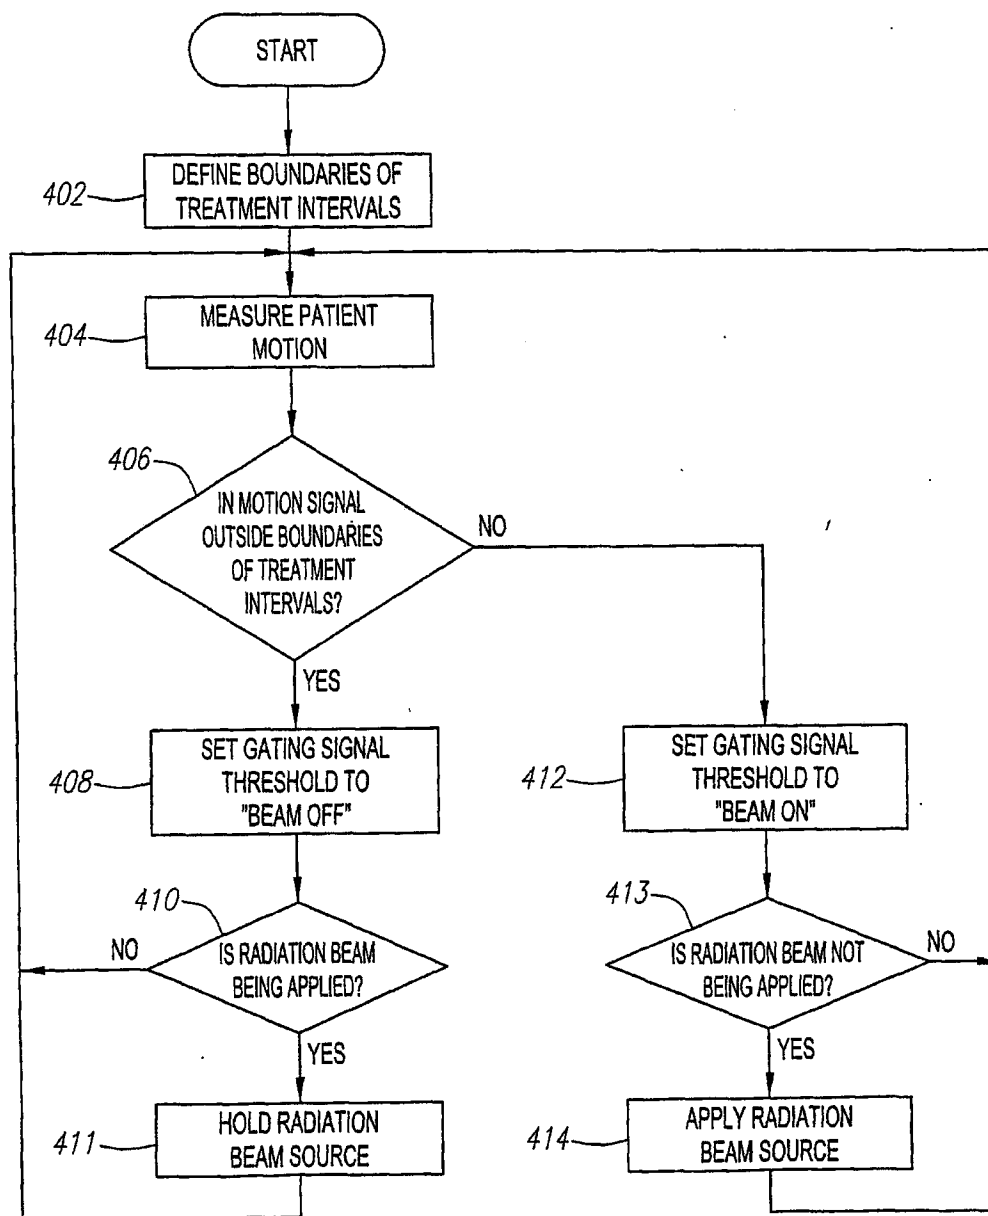 START
402
DEFINE BOUNDARIES OF
TREATMENT INTERVALS
404
MEASURE PATIENT
MOTION
406
IN MOTION SIGNAL
OUTSIDE BOUNDARIES
OF TREATMENT
INTERVALS?
NO
YES
408
SET GATING SIGNAL
THRESHOLD TO
"BEAM OFF"
412
SET GATING SIGNAL
THRESHOLD TO
"BEAM ON"
410
NO
IS RADIATION BEAM
BEING APPLIED?
YES
413
IS RADIATION BEAM NOT
BEING APPLIED?
NO
YES
411
HOLD RADIATION
BEAM SOURCE
414
APPLY RADIATION
BEAM SOURCE